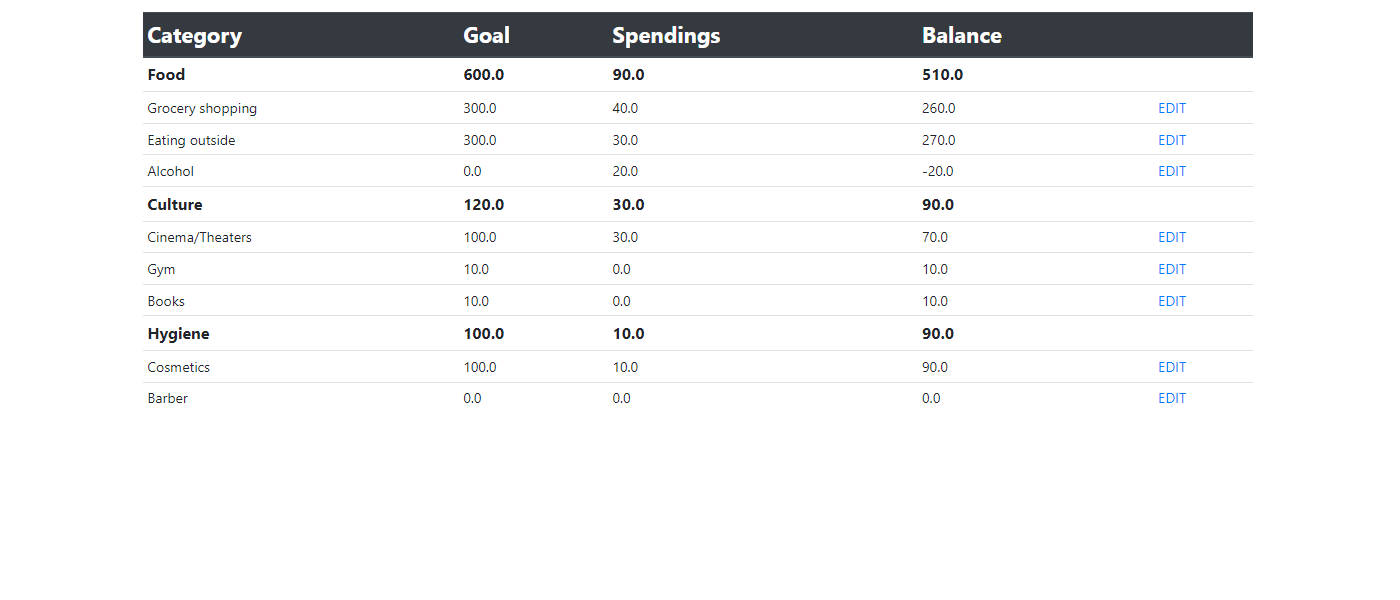 Category Goal Spendings Balance
Food 600.0 90.0 510.0
Grocery shopping 300.0 40.0 260.0 EDIT
Eating outside 300.0 30.0 270.0 EDIT
Alcohol 0.0 20.0 -20.0 EDIT
Culture 120.0 30.0 90.0
Cinema/Theaters 100.0 30.0 70.0 EDIT
Gym 10.0 0.0 10.0 EDIT
Books 10.0 0.0 10.0 EDIT
Hygiene 100.0 10.0 90.0
Cosmetics 100.0 10.0 90.0 EDIT
Barber 0.0 0.0 0.0 EDIT